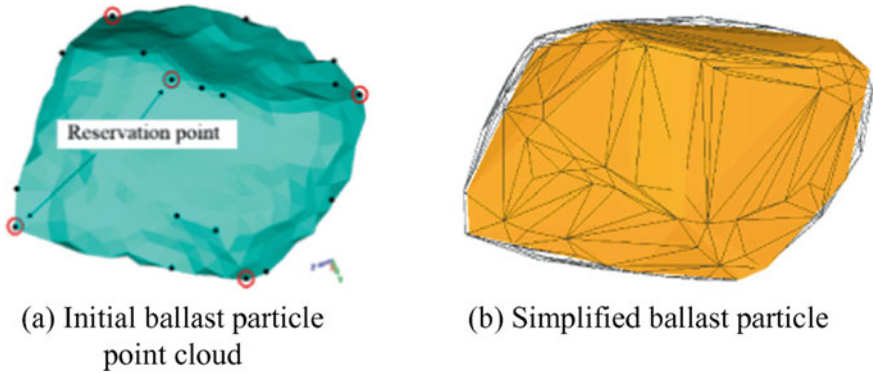 Reservation point
(a) Initial ballast particle
point cloud
(b) Simplified ballast particle